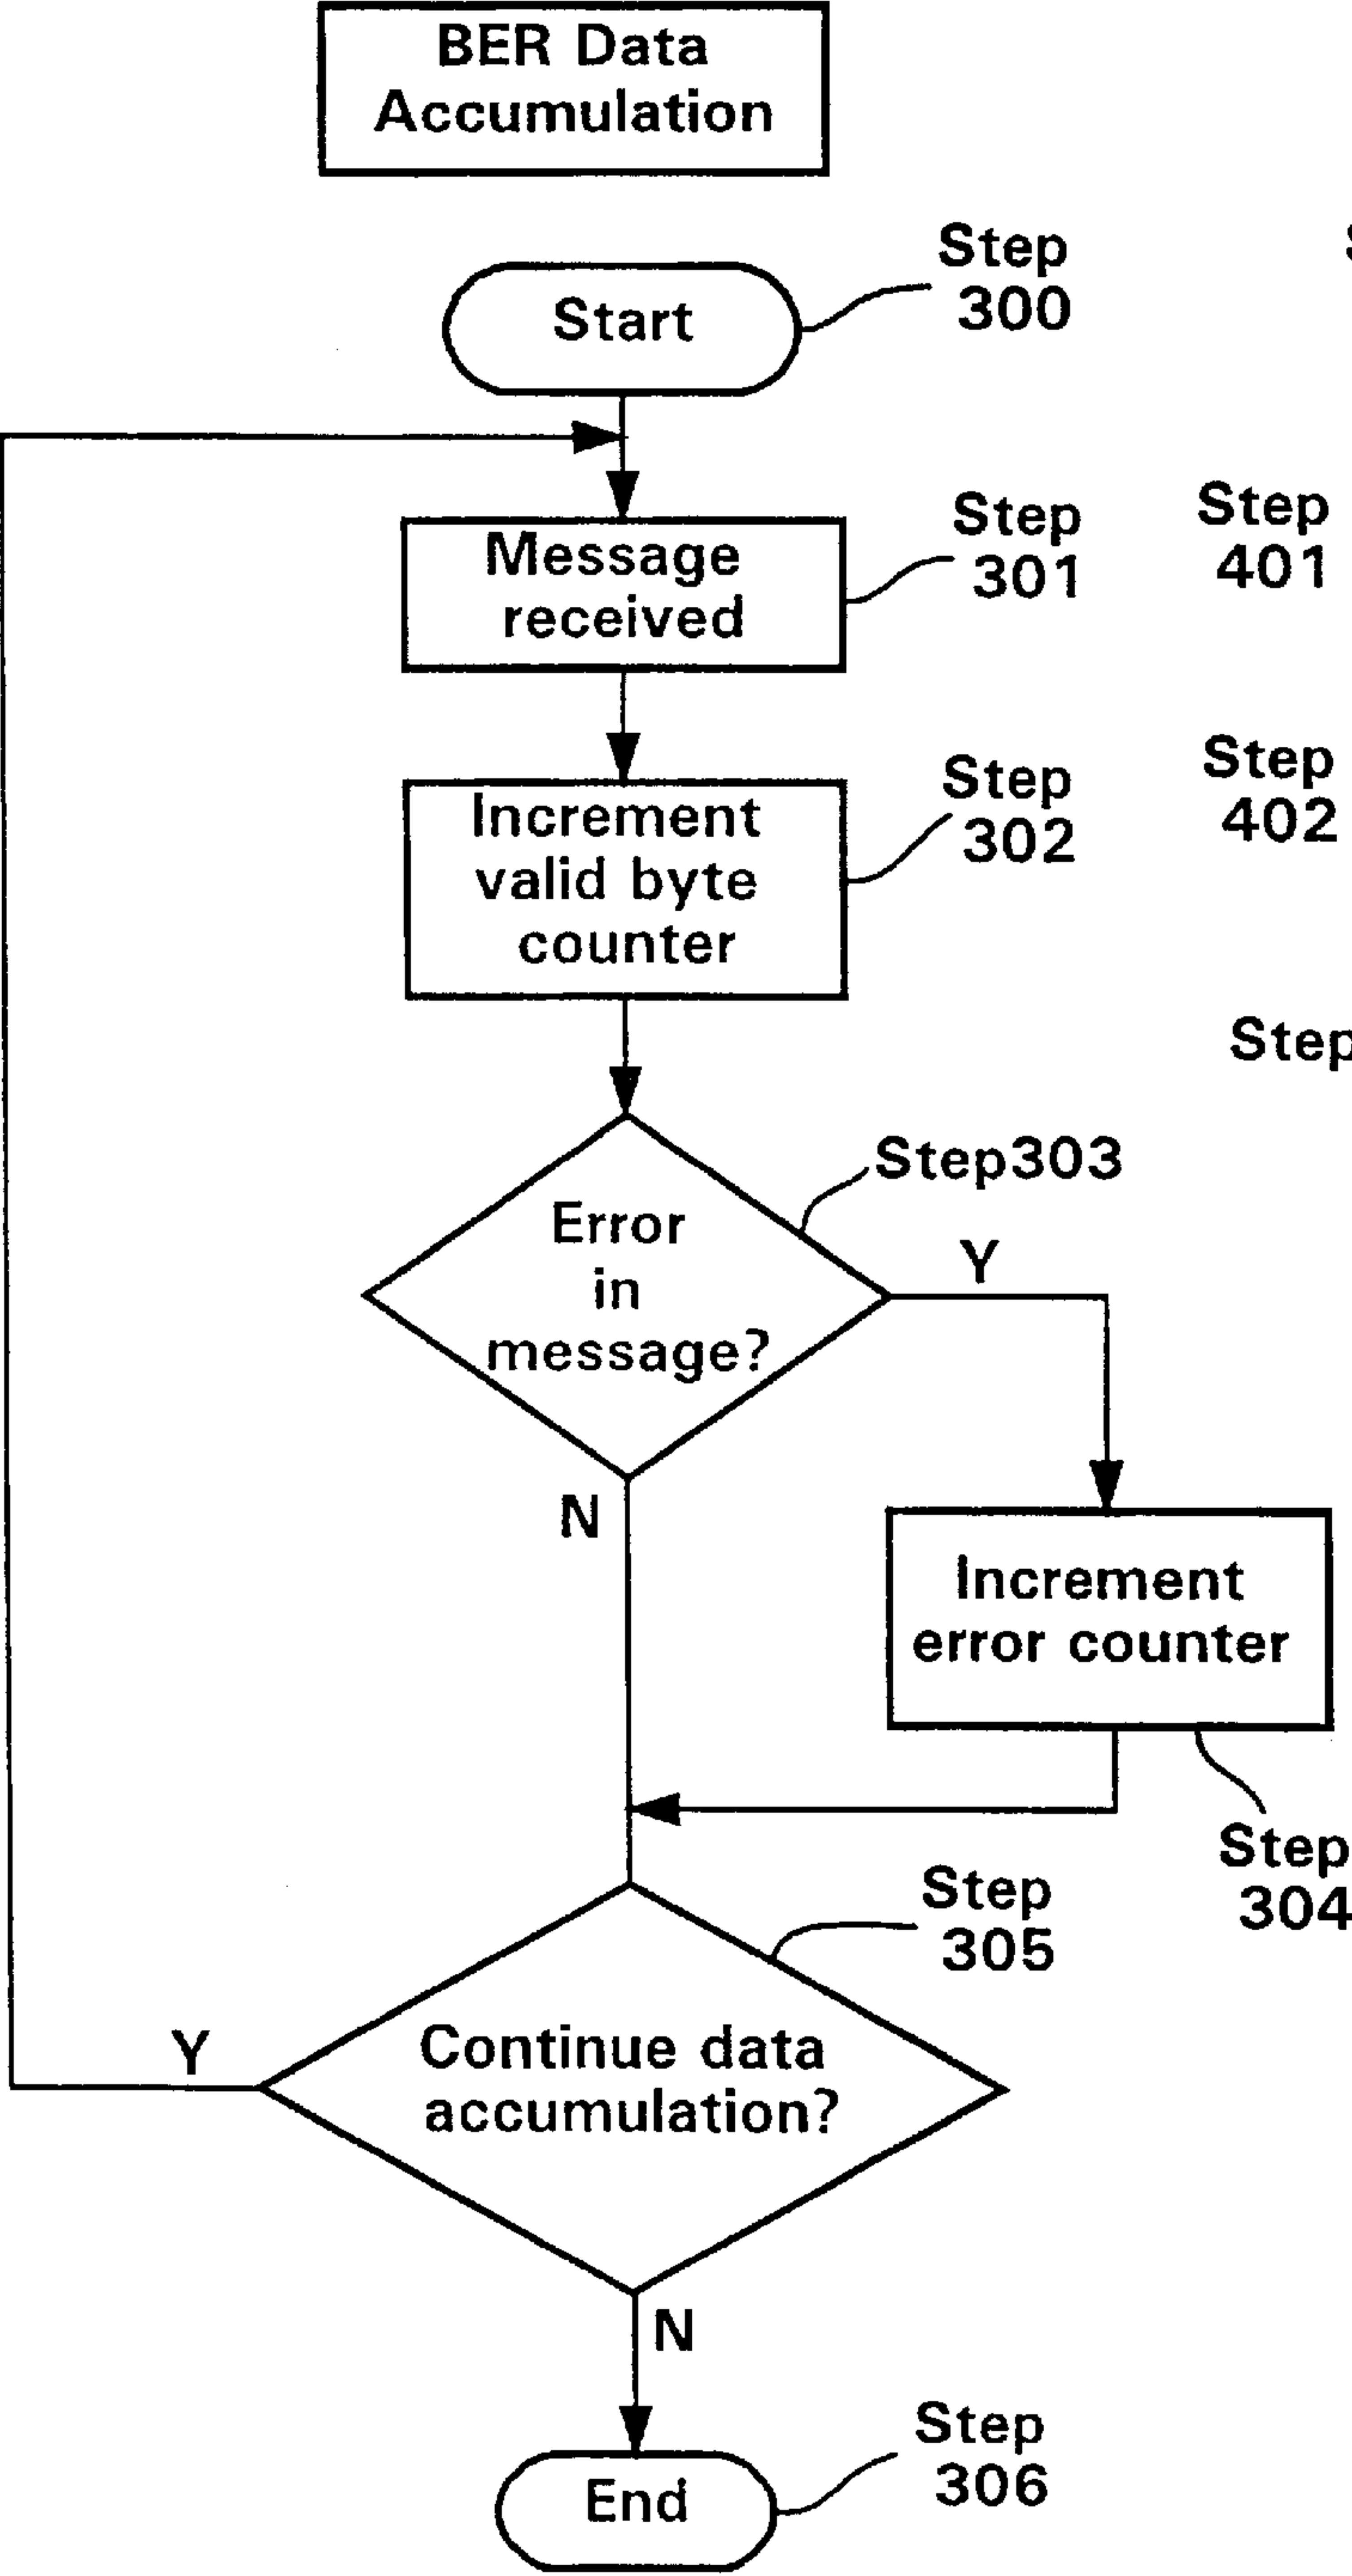 BER Data
Accumulation
Step
300
Start
Step
301
Message
received
Step
401
Step
302
Increment
valid byte
counter
Step
402
Step
Step303
Error
in
message?
Y
N
Increment
error counter
Step
304
Step
305
Continue data
accumulation?
Y
N
Step
306
End